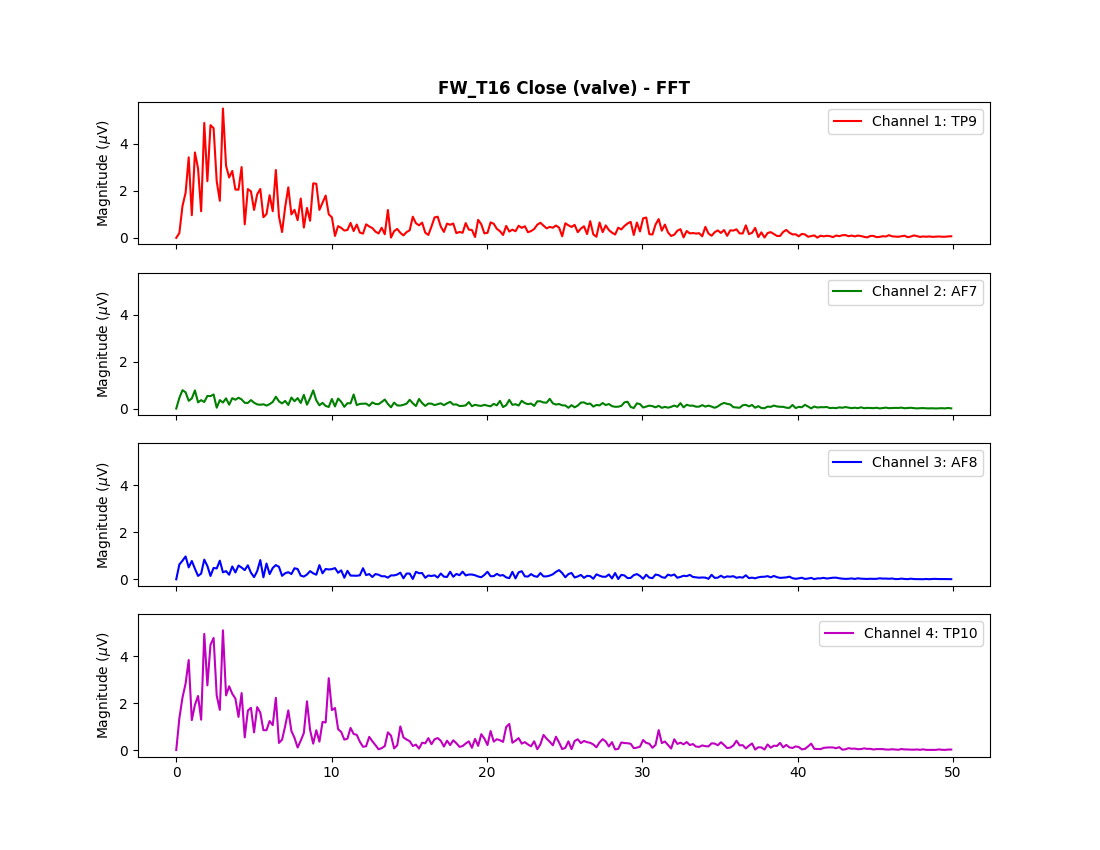 FW_T16 Close (valve) - FFT
Magnitude (µV)
4
2
0
Channel 1: TP9
Magnitude (µV)
4
2
0
Channel 2: AF7
Magnitude (µV)
4
2
0
Channel 3: AF8
Magnitude (µV)
4
2
0
Channel 4: TP10
0 10 20 30 40 50